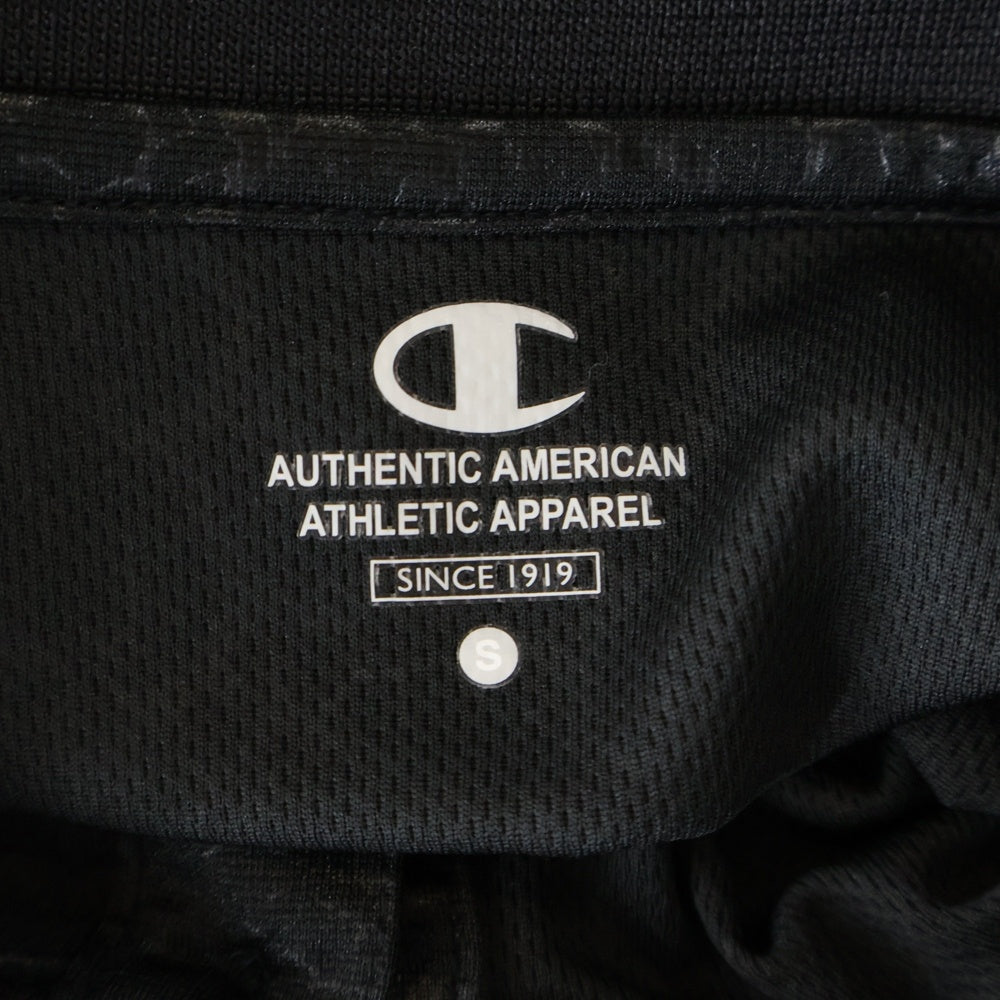 AUTHENTIC AMERICAN
ATHLETIC APPAREL
SINCE 1919
S